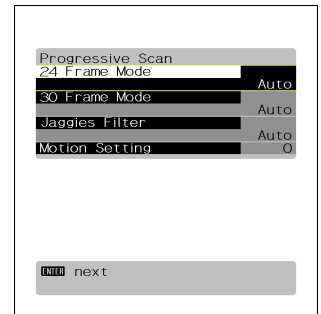 Progressive Scan
24 Frame Mode
Auto
30 Frame Mode
Auto
Jaggies Filter
Auto
Motion Setting
0
ENTER next